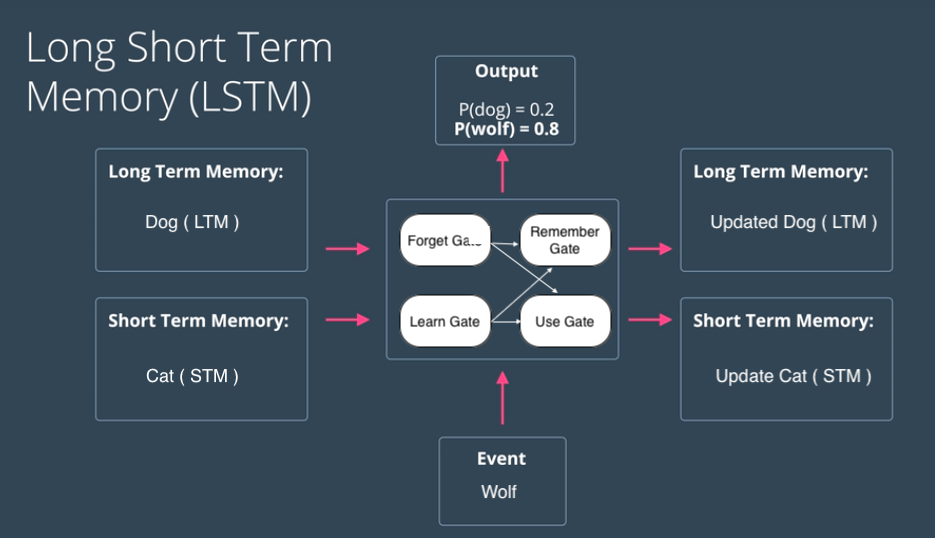 Long Short Term
Memory (LSTM)
Output
P(dog) = 0.2
P(wolf) = 0.8
Long Term Memory:
Dog ( LTM )
Long Term Memory:
Updated Dog ( LTM )
Forget Ga...
Remember
Gate
Learn Gate
Use Gate
Short Term Memory:
Cat ( STM )
Short Term Memory:
Update Cat ( STM )
Event
Wolf